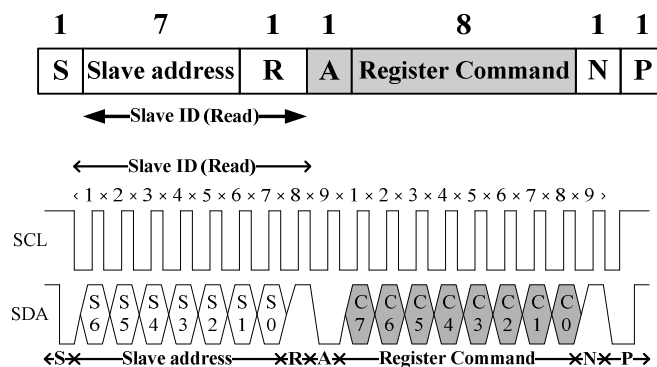 1 7 1 1 8 1 1
S Slave address R A Register Command N P
Slave ID (Read)
Slave ID (Read)
‹ 1 × 2 × 3 × 4 × 5 × 6 × 7 × 8 × 9 × 1 × 2 × 3 × 4 × 5 × 6 × 7 × 8 × 9 ›
SCL
SDA S6 S5 S4 S3 S2 S1 S0 C7 C6 C5 C4 C3 C2 C1 C0
S Slave address R A Register Command N P